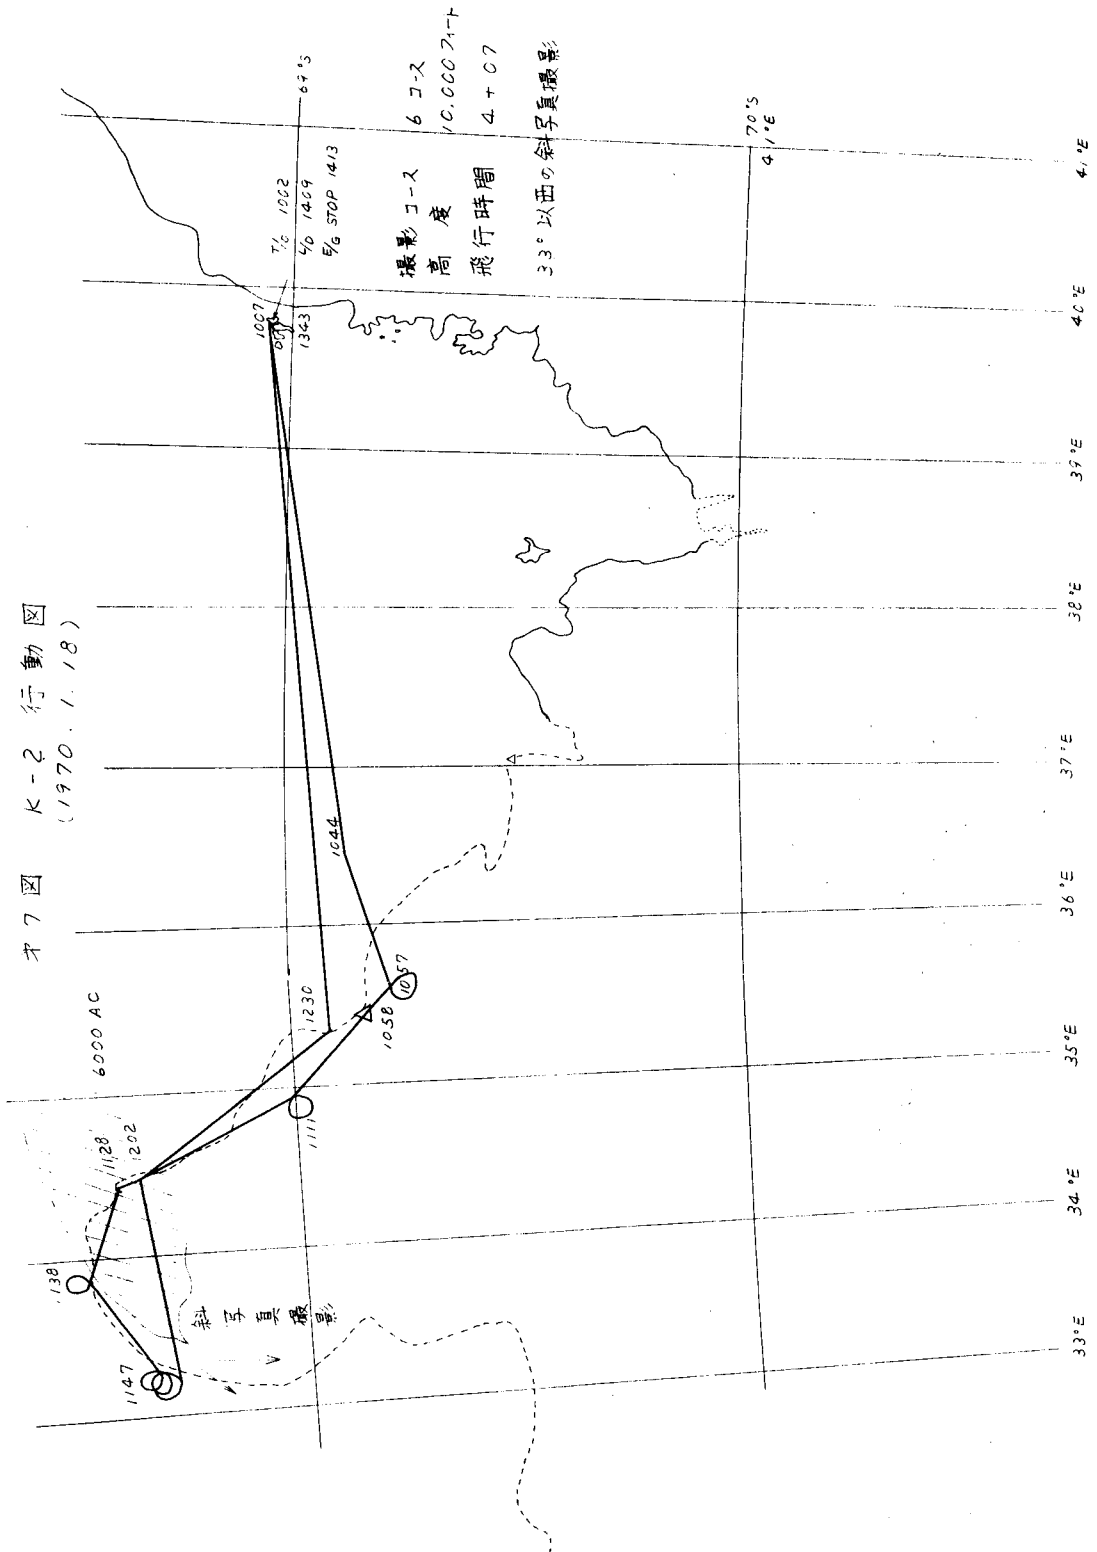 オ7図 K-2 行動図
(1970.1.18)
6000 AC
1128
1202
1138
1147
斜写真撮影
1111
1230
1058
1057
1044
1007
1343
T/O 1002
L/D 1409
E/G STOP 1413
69°S
撮影コース 6コース
高度 10.000フィート
飛行時間 4+07
33°以西の斜写真撮影
70°S
41°E
33°E
34°E
35°E
36°E
37°E
38°E
39°E
40°E
41°E